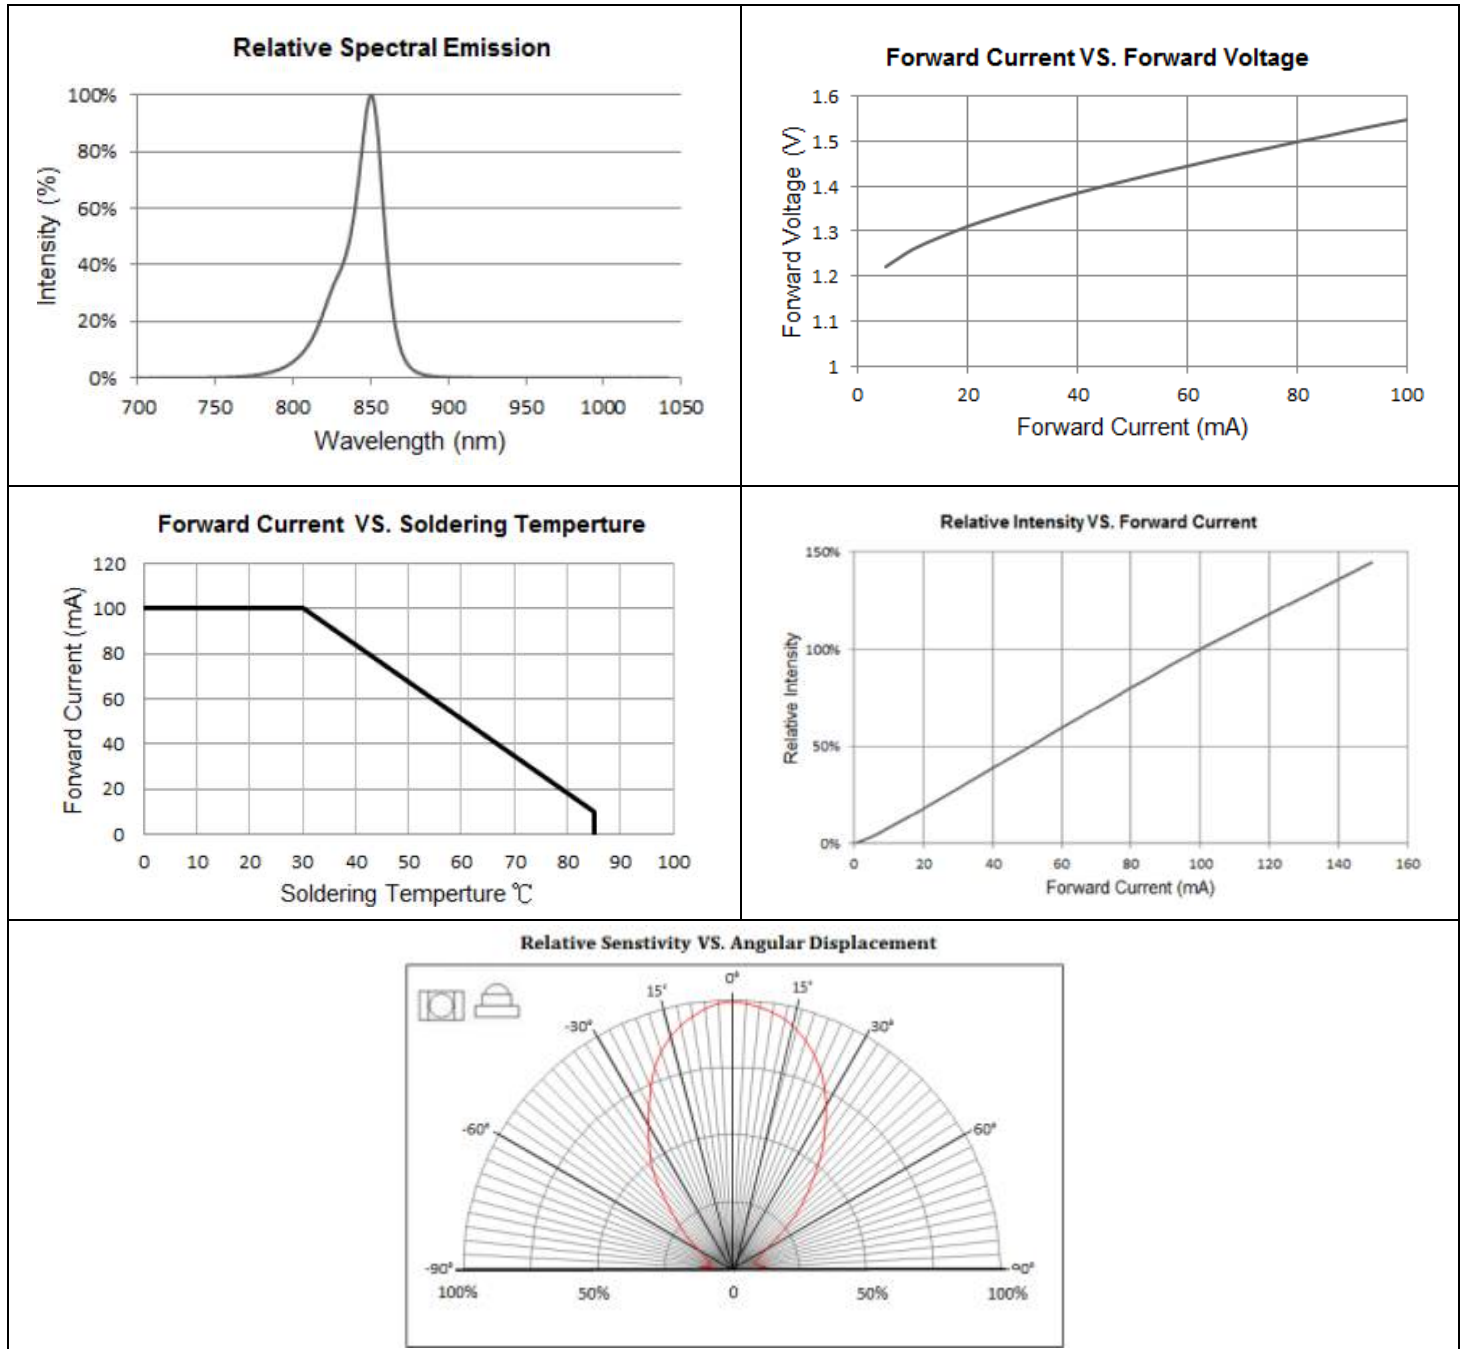 Relative Spectral Emission
100%
80%
60%
40%
20%
0%
Intensity (%)
700 750 800 850 900 950 1000 1050
Wavelength (nm)
Forward Current VS. Forward Voltage
1.6
1.5
1.4
1.3
1.2
1.1
1
Forward Voltage (V)
0 20 40 60 80 100
Forward Current (mA)
Forward Current VS. Soldering Temperture
120
100
80
60
40
20
0
Forward Current (mA)
0 10 20 30 40 50 60 70 80 90 100
Soldering Temperture ℃
Relative Intensity VS. Forward Current
150%
100%
50%
0%
Relative Intensity
0 20 40 60 80 100 120 140 160
Forward Current (mA)
Relative Senstivity VS. Angular Displacement
0°
15° 15°
-30° 30°
-60° 60°
-90° 90°
100% 50% 0 50% 100%